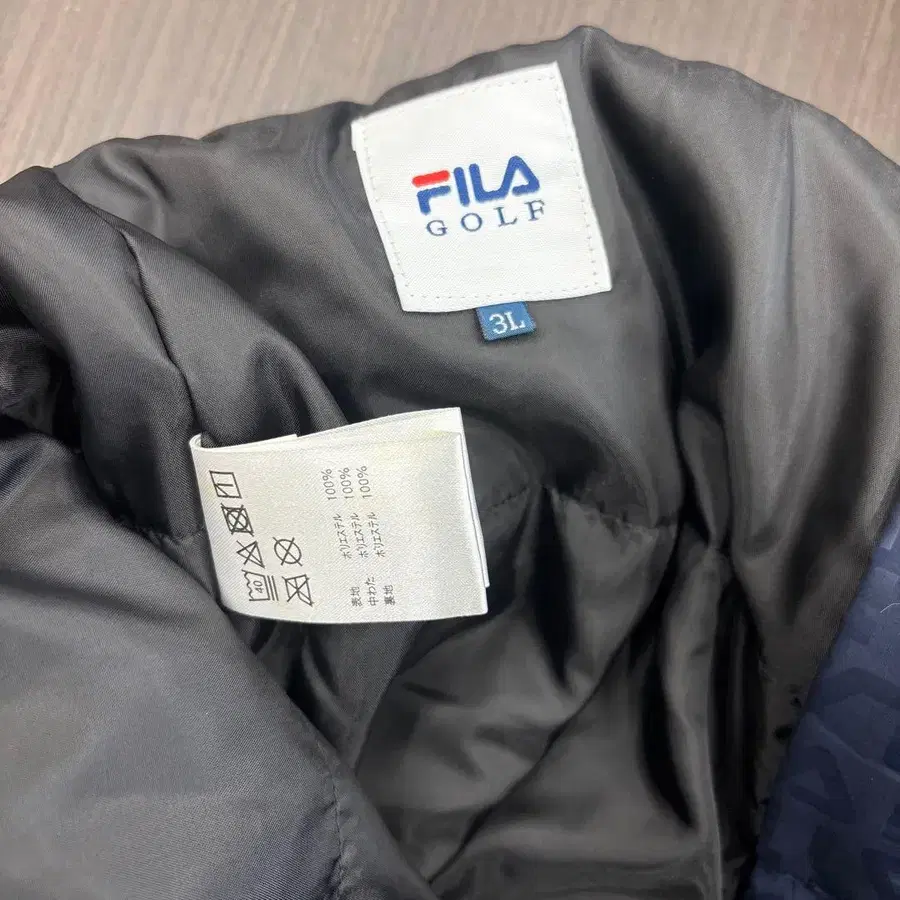 FILA
GOLF
3L
40
表地 ポリエステル 100%
中わた ポリエステル 100%
裏地 ポリエステル 100%